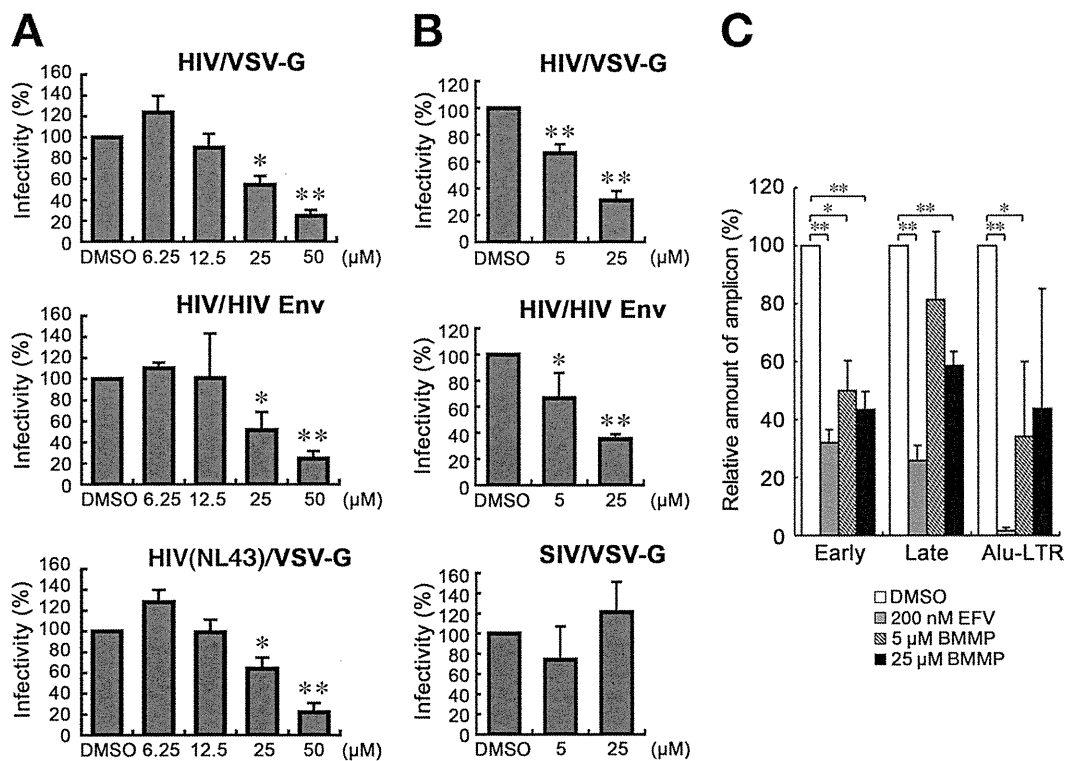 A
HIV/VSV-G
Infectivity (%)
160
140
120
100
80
60
40
20
0
*
**
DMSO 6.25 12.5 25 50 (µM)
HIV/HIV Env
Infectivity (%)
160
140
120
100
80
60
40
20
0
*
**
DMSO 6.25 12.5 25 50 (µM)
HIV(NL43)/VSV-G
Infectivity (%)
160
140
120
100
80
60
40
20
0
*
**
DMSO 6.25 12.5 25 50 (µM)
B
HIV/VSV-G
Infectivity (%)
120
100
80
60
40
20
0
**
**
DMSO 5 25 (µM)
HIV/HIV Env
Infectivity (%)
120
100
80
60
40
20
0
*
**
DMSO 5 25 (µM)
SIV/VSV-G
Infectivity (%)
160
140
120
100
80
60
40
20
0
DMSO 5 25 (µM)
C
Relative amount of amplicon (%)
120
100
80
60
40
20
0
**
*
**
**
**
*
**
Early Late Alu-LTR
DMSO
200 nM EFV
5 µM BMMP
25 µM BMMP